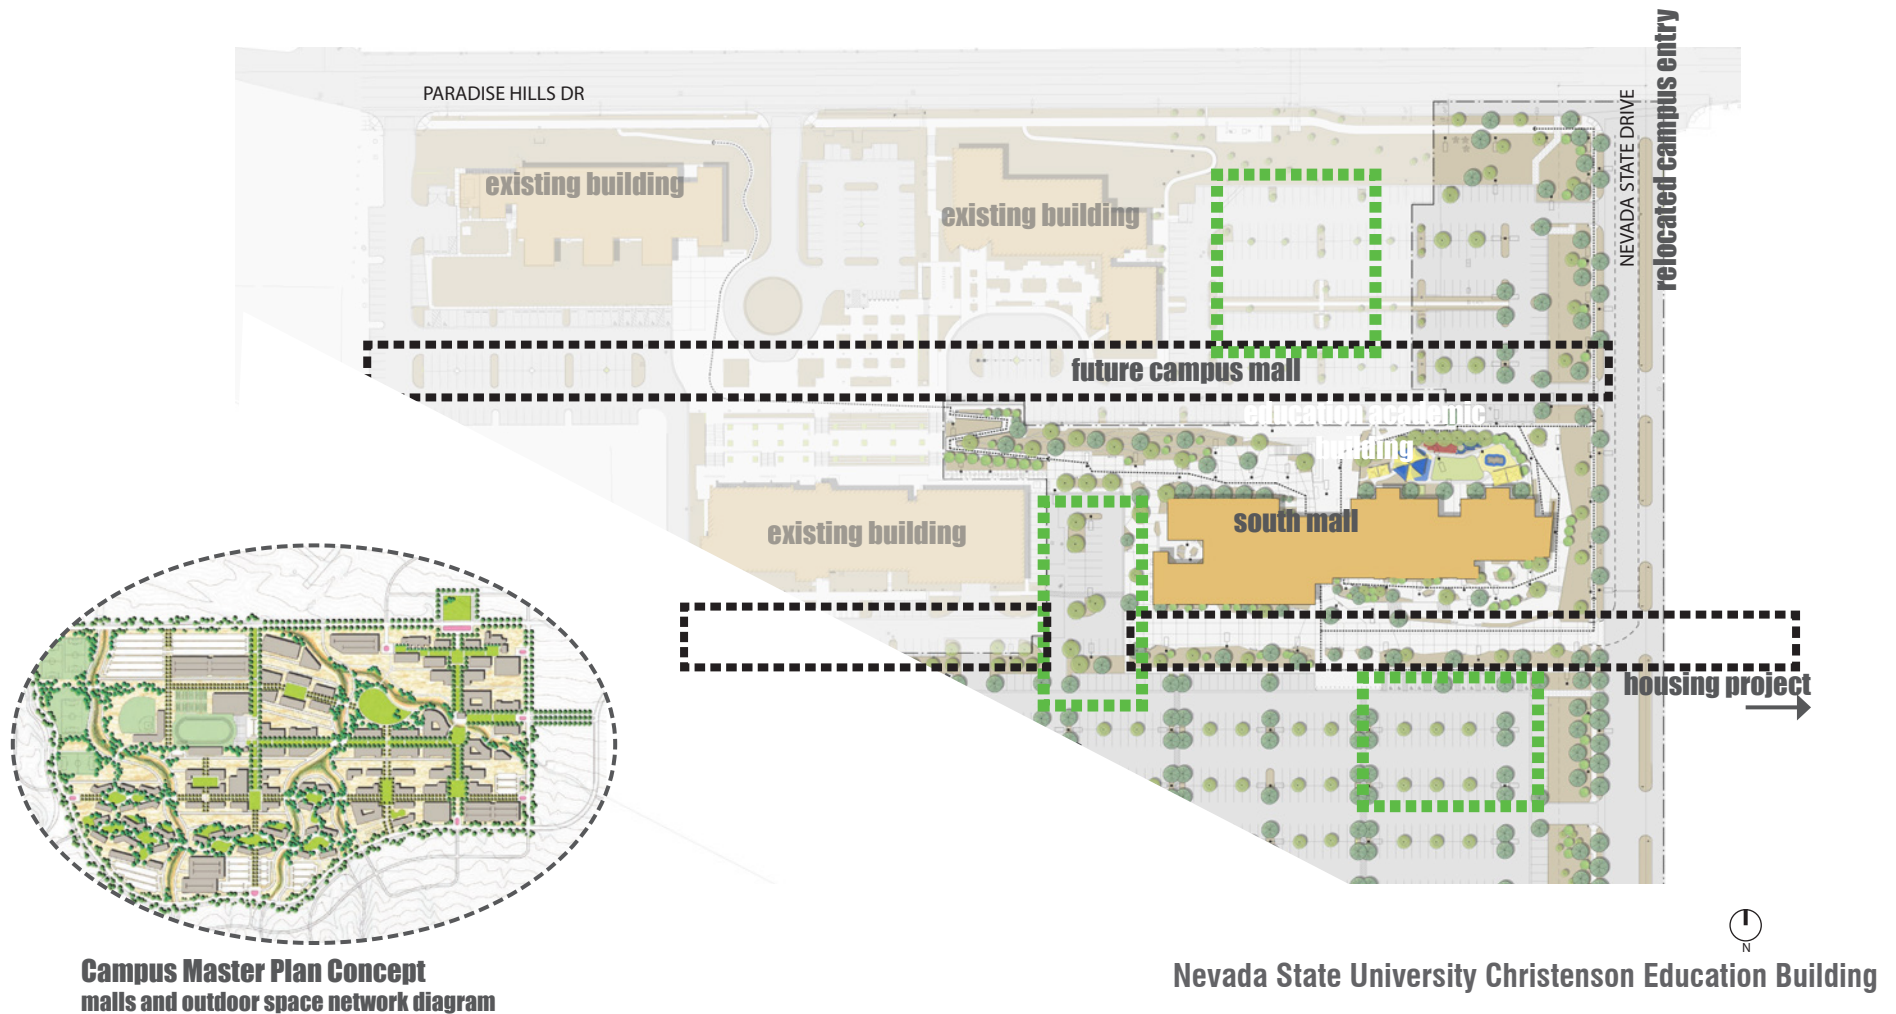 relocated campus entry
PARADISE HILLS DR
NEVADA STATE DRIVE
existing building
existing building
future campus mall
education academic
building
south mall
existing building
housing project
N
Campus Master Plan Concept
malls and outdoor space network diagram
Nevada State University Christenson Education Building